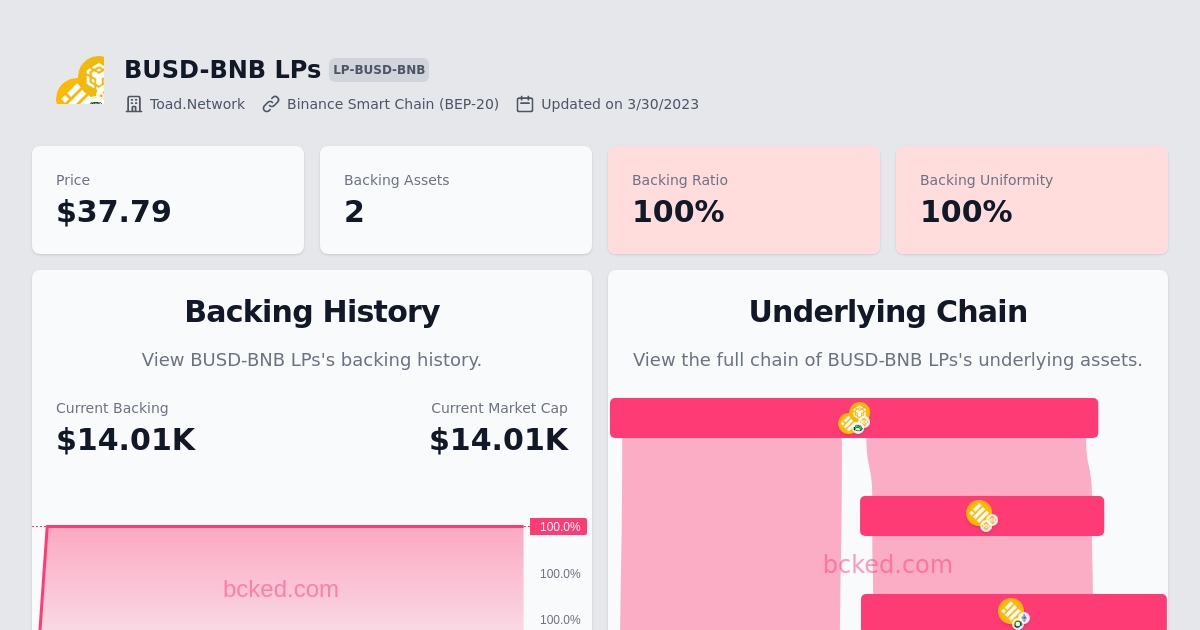 BUSD-BNB LPs LP-BUSD-BNB
Toad.Network Binance Smart Chain (BEP-20) Updated on 3/30/2023
Price
$37.79
Backing Assets
2
Backing Ratio
100%
Backing Uniformity
100%
Backing History
View BUSD-BNB LPs's backing history.
Current Backing
$14.01K
Current Market Cap
$14.01K
100.0%
100.0%
100.0%
bcked.com
Underlying Chain
View the full chain of BUSD-BNB LPs's underlying assets.
bcked.com